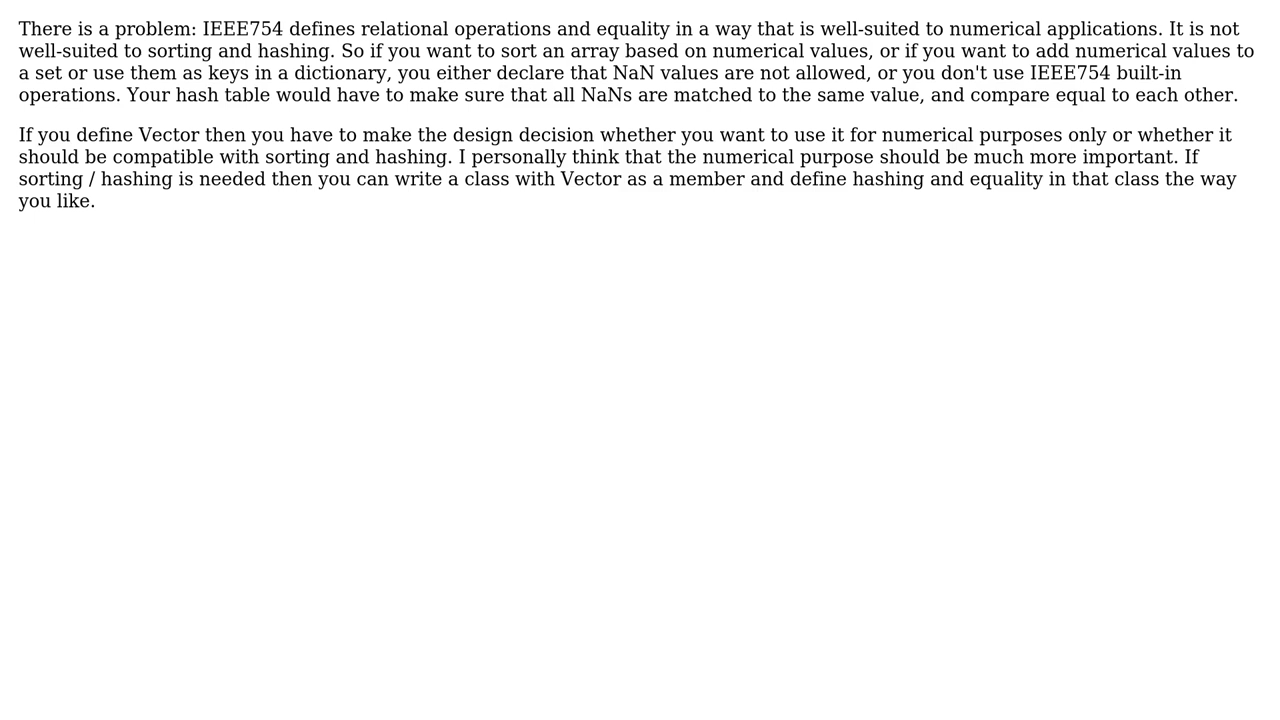 There is a problem: IEEE754 defines relational operations and equality in a way that is well-suited to numerical applications. It is not
well-suited to sorting and hashing. So if you want to sort an array based on numerical values, or if you want to add numerical values to
a set or use them as keys in a dictionary, you either declare that NaN values are not allowed, or you don't use IEEE754 built-in
operations. Your hash table would have to make sure that all NaNs are matched to the same value, and compare equal to each other.
If you define Vector then you have to make the design decision whether you want to use it for numerical purposes only or whether it
should be compatible with sorting and hashing. I personally think that the numerical purpose should be much more important. If
sorting / hashing is needed then you can write a class with Vector as a member and define hashing and equality in that class the way
you like.